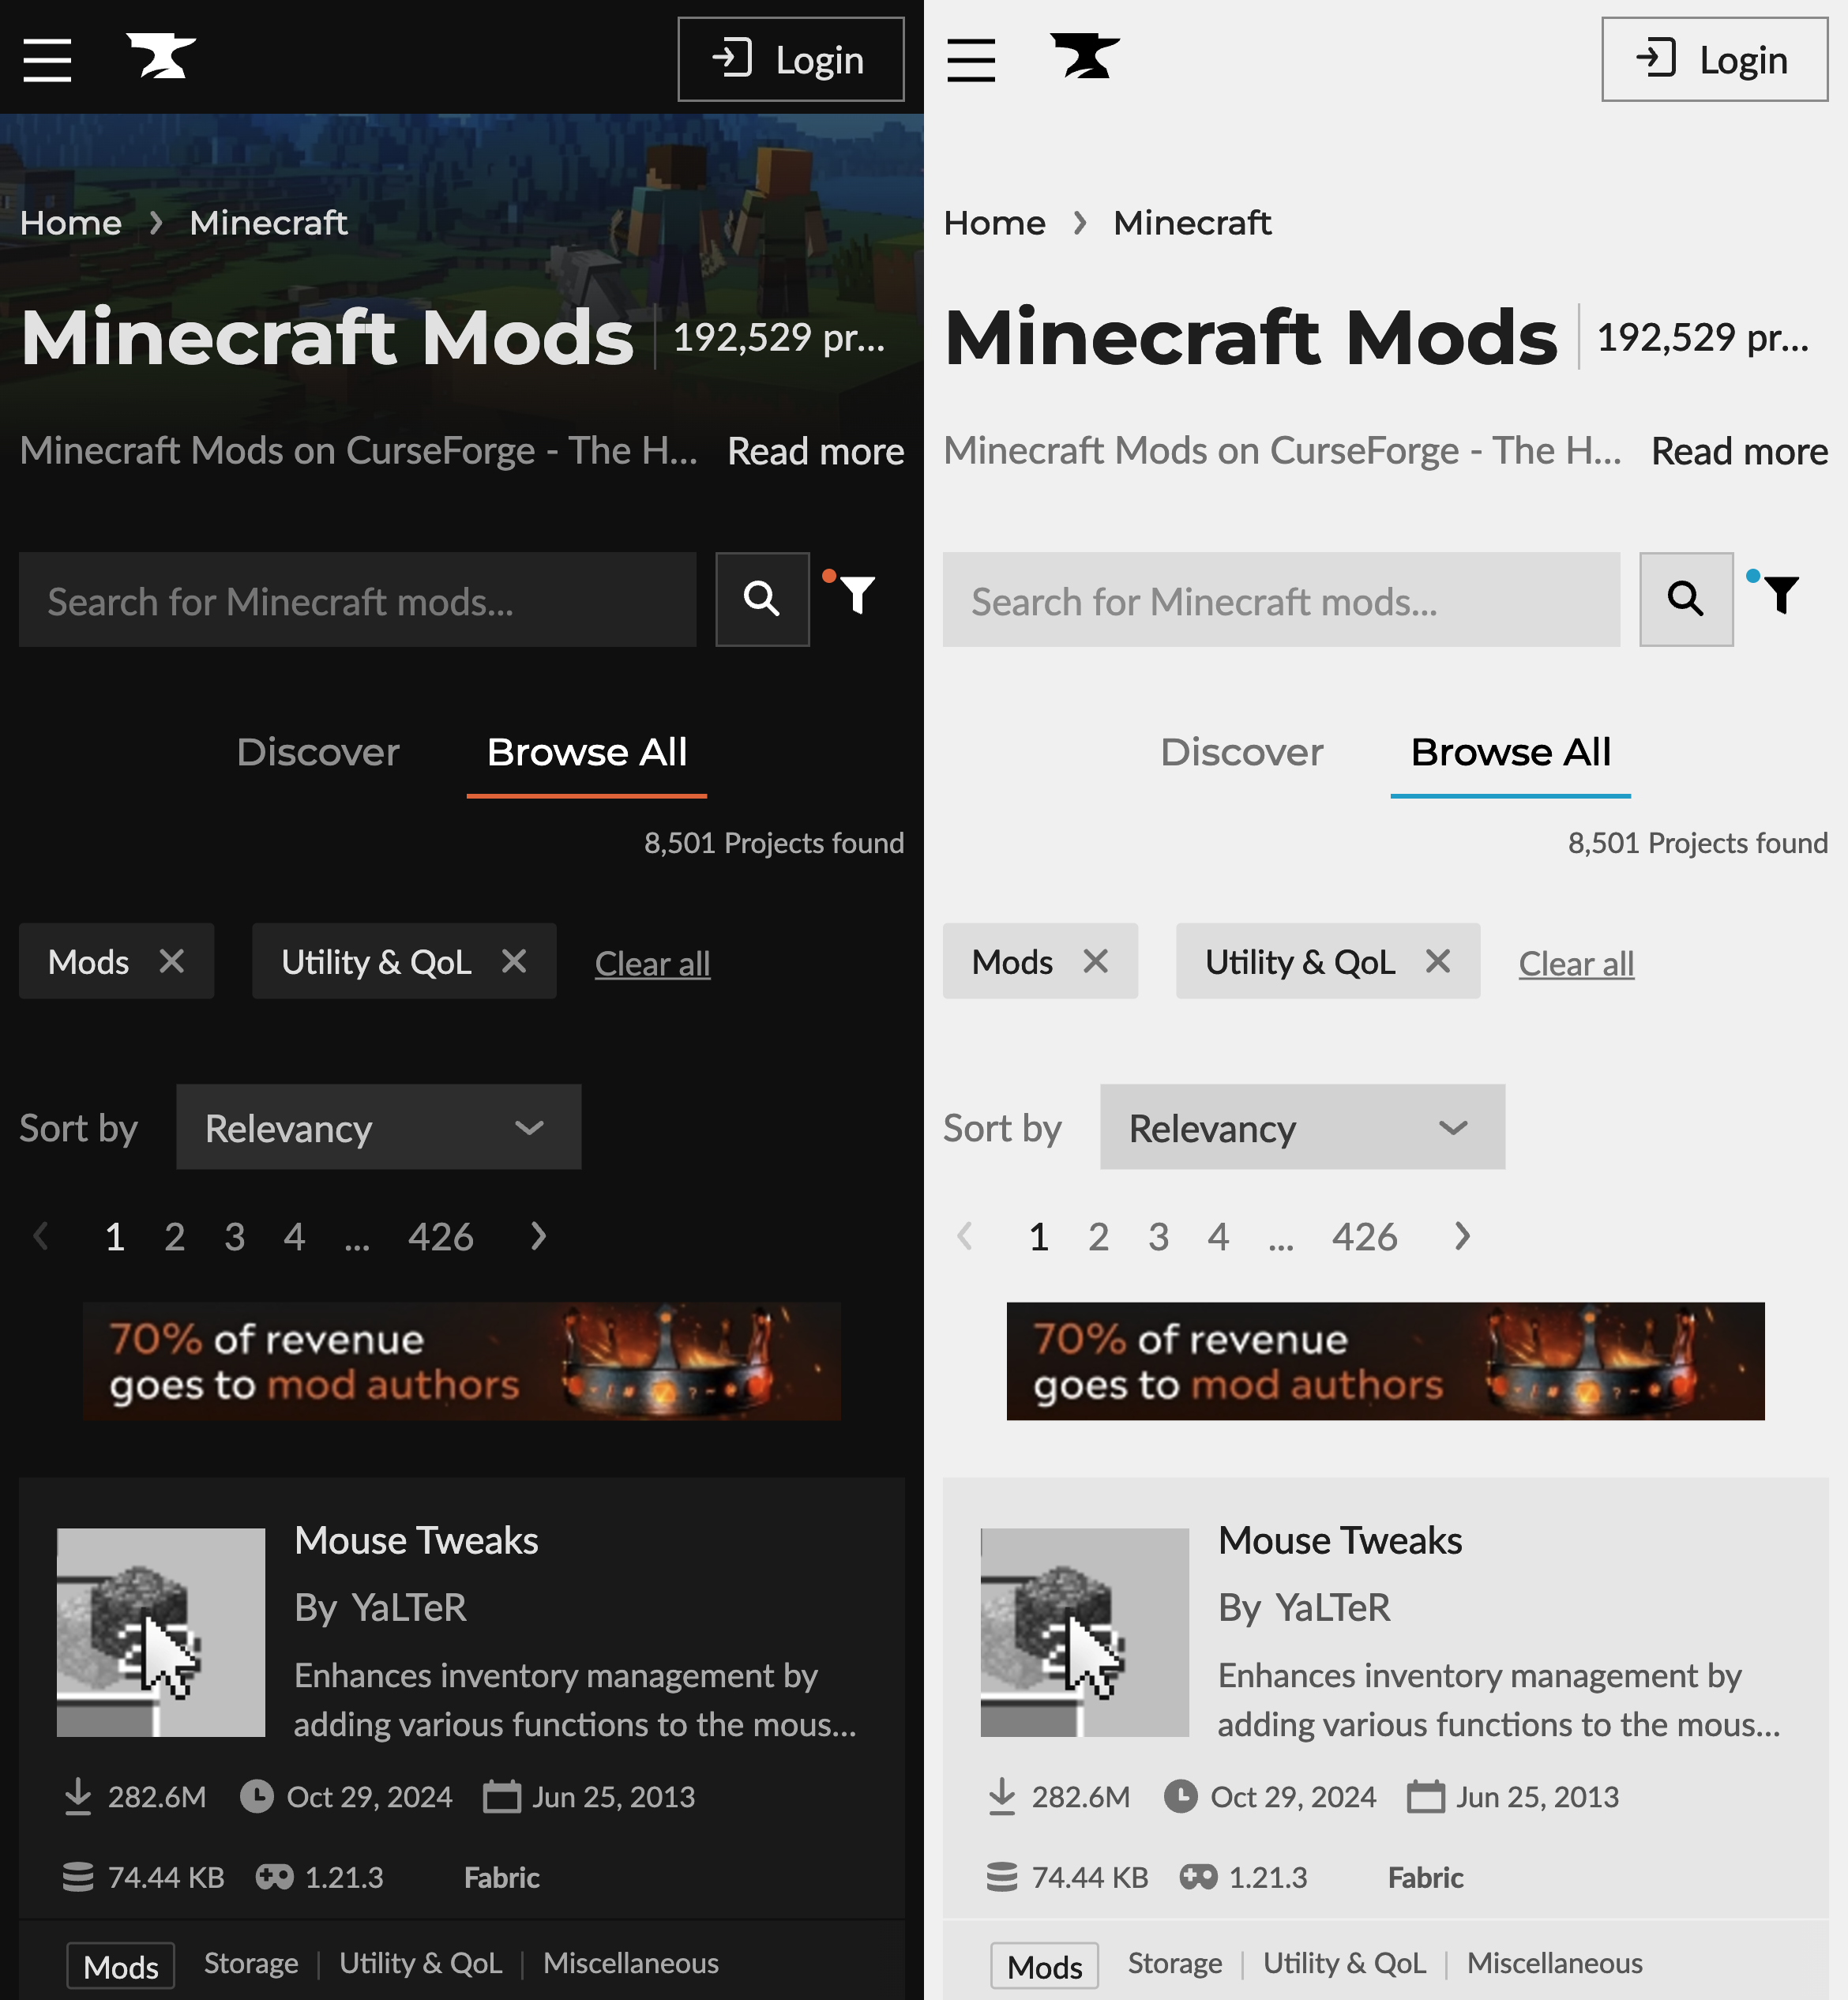 Login
Home
Minecraft
Minecraft Mods
192,529 pr...
Minecraft Mods on CurseForge - The H...
Read more
Search for Minecraft mods...
Discover
Browse All
8,501 Projects found
Mods
Utility & QoL
Clear all
Sort by
Relevancy
1 2 3 4 ... 426
70% of revenue
goes to mod authors
Mouse Tweaks
By YaLTeR
Enhances inventory management by
adding various functions to the mous...
282.6M
Oct 29, 2024
Jun 25, 2013
74.44 KB
1.21.3
Fabric
Mods
Storage
Utility & QoL
Miscellaneous
Login
Home
Minecraft
Minecraft Mods
192,529 pr...
Minecraft Mods on CurseForge - The H...
Read more
Search for Minecraft mods...
Discover
Browse All
8,501 Projects found
Mods
Utility & QoL
Clear all
Sort by
Relevancy
1 2 3 4 ... 426
70% of revenue
goes to mod authors
Mouse Tweaks
By YaLTeR
Enhances inventory management by
adding various functions to the mous...
282.6M
Oct 29, 2024
Jun 25, 2013
74.44 KB
1.21.3
Fabric
Mods
Storage
Utility & QoL
Miscellaneous